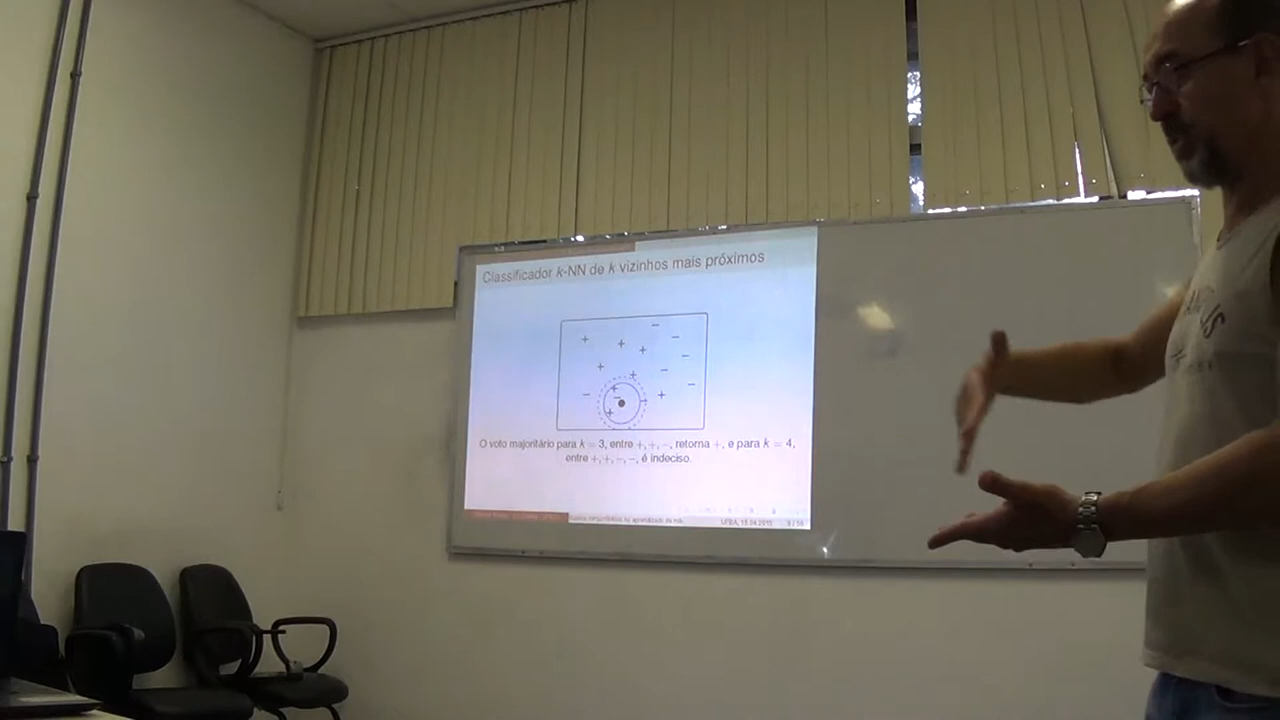 Classificador k-NN de k vizinhos mais próximos
O voto majoritário para k = 3, entre +, +, −, retorna +, e para k = 4,
entre +, +, −, −, é indeciso.
UFBA, 15.04.2015